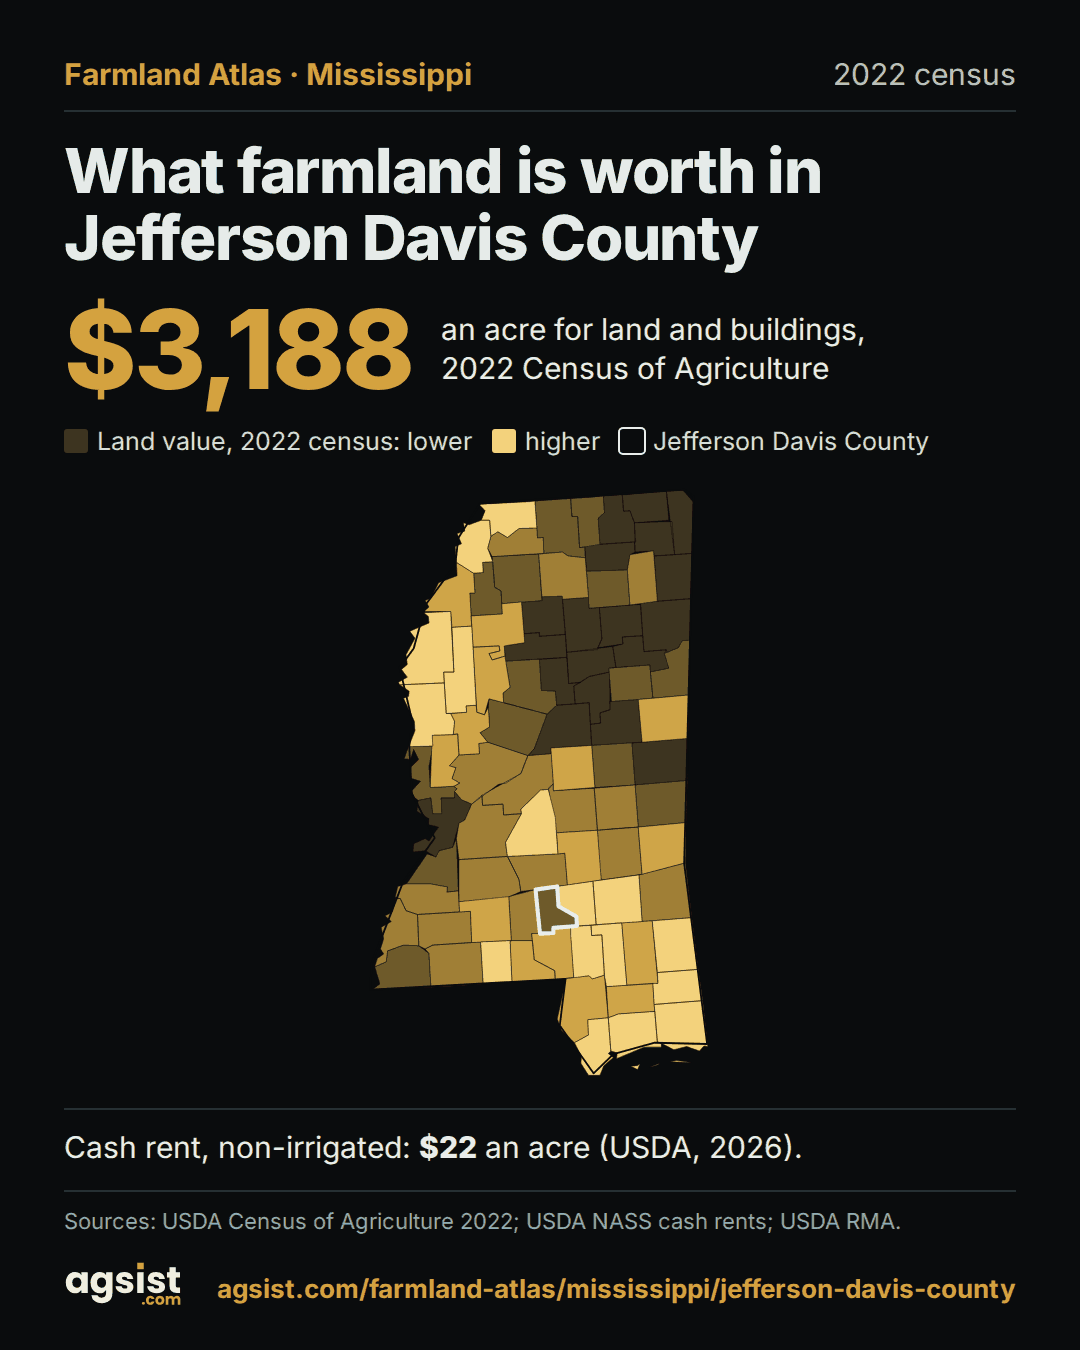 Farmland Atlas · Mississippi
2022 census
What farmland is worth in
Jefferson Davis County
$3,188
an acre for land and buildings,
2022 Census of Agriculture
Land value, 2022 census: lower
higher
Jefferson Davis County
Cash rent, non-irrigated: $22 an acre (USDA, 2026).
Sources: USDA Census of Agriculture 2022; USDA NASS cash rents; USDA RMA.
agsist
.com
agsist.com/farmland-atlas/mississippi/jefferson-davis-county